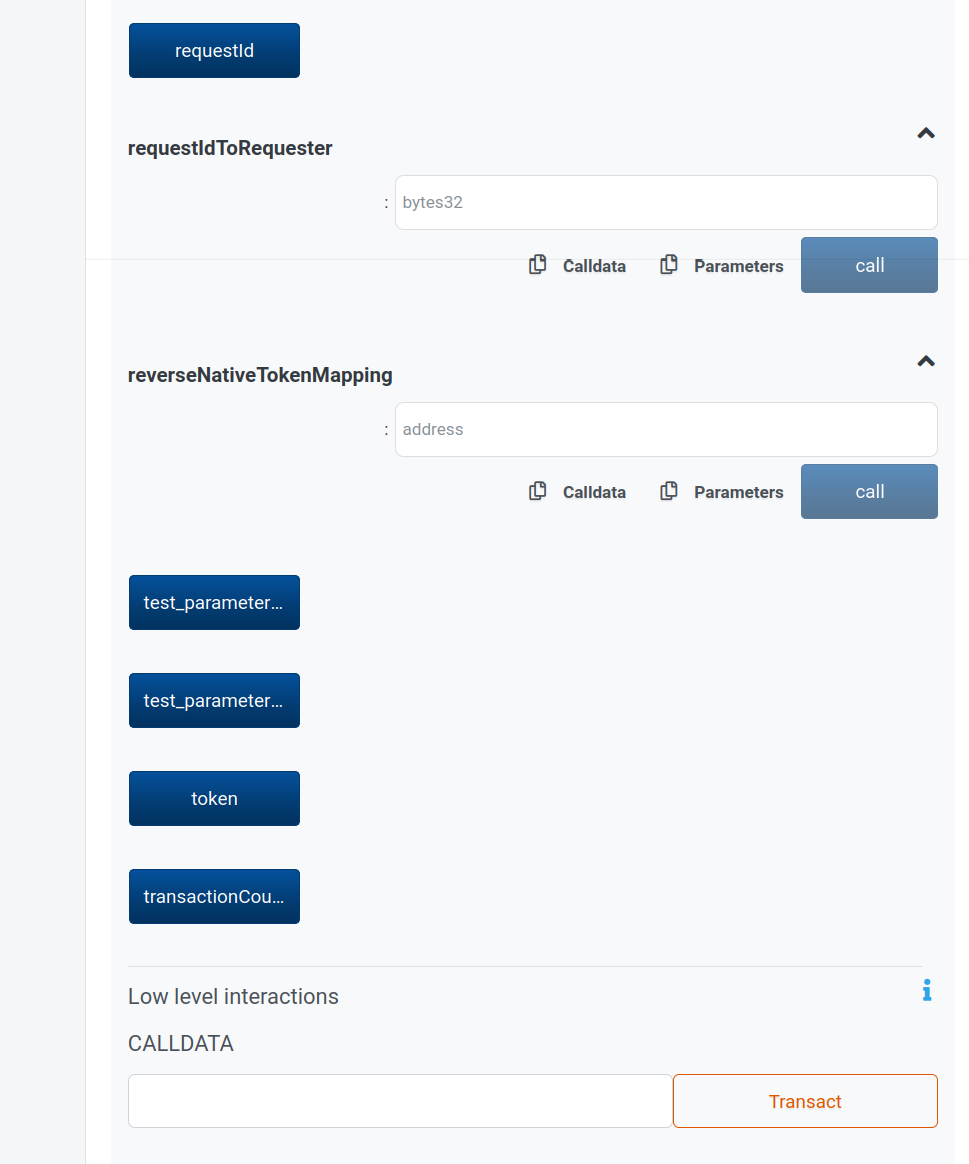 requestId
requestIdToRequester
: bytes32
Calldata Parameters call
reverseNativeTokenMapping
: address
Calldata Parameters call
test_parameter...
test_parameter...
token
transactionCou...
Low level interactions
CALLDATA
Transact